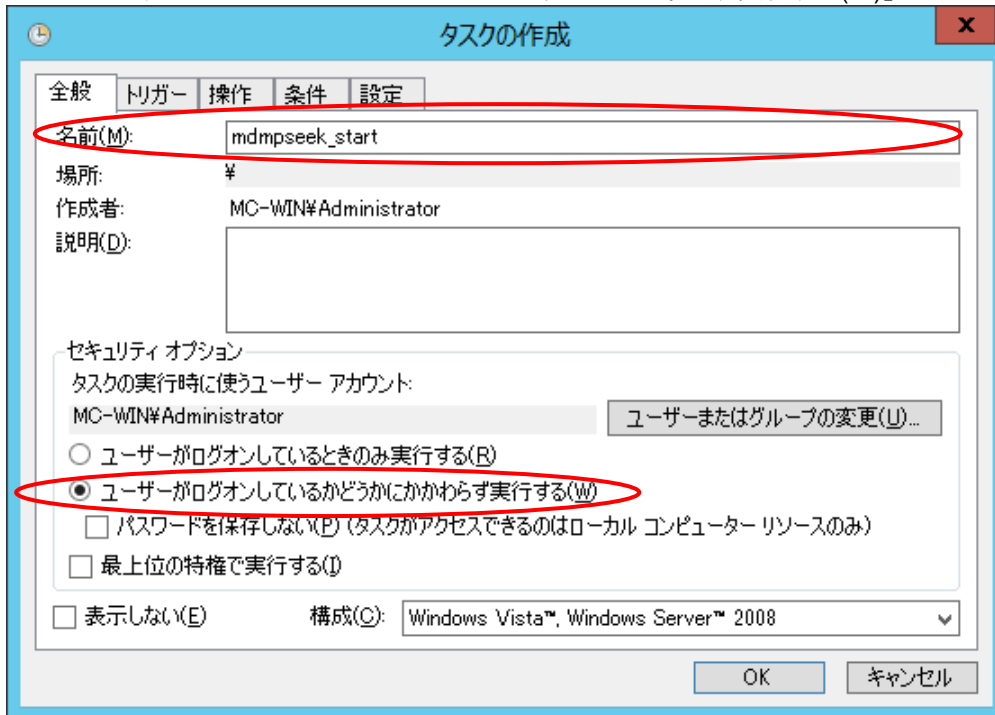 タスクの作成
x
全般 トリガー 操作 条件 設定
名前(M): mdmpseek_start
場所: ¥
作成者: MC-WIN¥Administrator
説明(D):
セキュリティ オプション
タスクの実行時に使うユーザー アカウント:
MC-WIN¥Administrator ユーザーまたはグループの変更(U)...
ユーザーがログオンしているときのみ実行する(R)
ユーザーがログオンしているかどうかにかかわらず実行する(W)
パスワードを保存しない(P) (タスクがアクセスできるのはローカル コンピューター リソースのみ)
最上位の特権で実行する(I)
表示しない(E) 構成(C): Windows Vista™, Windows Server™ 2008
OK キャンセル